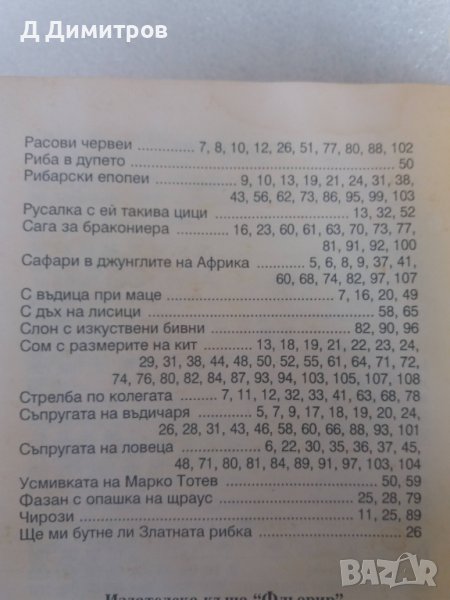 Д Димитров
Расови червеи ..... 7, 8, 10, 12, 26, 51, 77, 80, 88, 102
Риба в дупето ..... 50
Рибарски епопеи ..... 9, 10, 13, 19, 21, 24, 31, 38,
43, 56, 62, 73, 86, 95, 99, 103
Русалка с ей такива цици ..... 13, 32, 52
Сага за бракониера ..... 16, 23, 60, 61, 63, 70, 73, 77,
81, 91, 92, 100
Сафари в джунглите на Африка ..... 5, 6, 8, 9, 37, 41,
60, 68, 74, 82, 97, 107
С въдица при маце ..... 7, 16, 20, 49
С дъх на лисици ..... 58, 65
Слон с изкуствени бивни ..... 82, 90, 96
Сом с размерите на кит ..... 13, 18, 19, 21, 22, 23, 24,
29, 31, 38, 44, 48, 50, 52, 55, 61, 64, 71, 72,
74, 76, 80, 82, 84, 87, 93, 94, 103, 105, 107, 108
Стрелба по колегата ..... 7, 11, 12, 32, 33, 41, 63, 68, 78
Съпругата на въдичаря ..... 5, 7, 9, 17, 18, 19, 20, 24,
26, 28, 31, 43, 46, 58, 60, 66, 88, 93, 101
Съпругата на ловеца ..... 6, 22, 30, 35, 36, 37, 45,
48, 71, 80, 81, 84, 89, 91, 97, 103, 104
Усмивката на Марко Тотев ..... 50, 59
Фазан с опашка на щраус ..... 25, 28, 79
Чирози ..... 11, 25, 89
Ще ми бутне ли Златната рибка ..... 26
Издателска къща "Фльорир"
bazar.bg